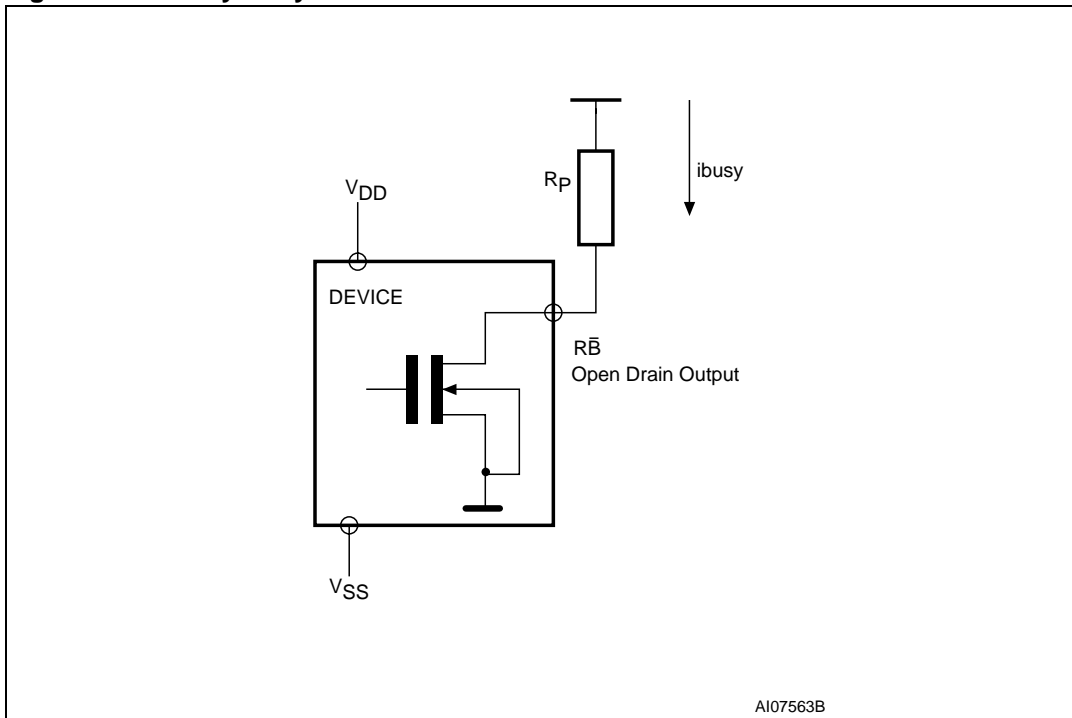 ibusy
RP
VDD
DEVICE
RB̅
Open Drain Output
VSS
AI07563B